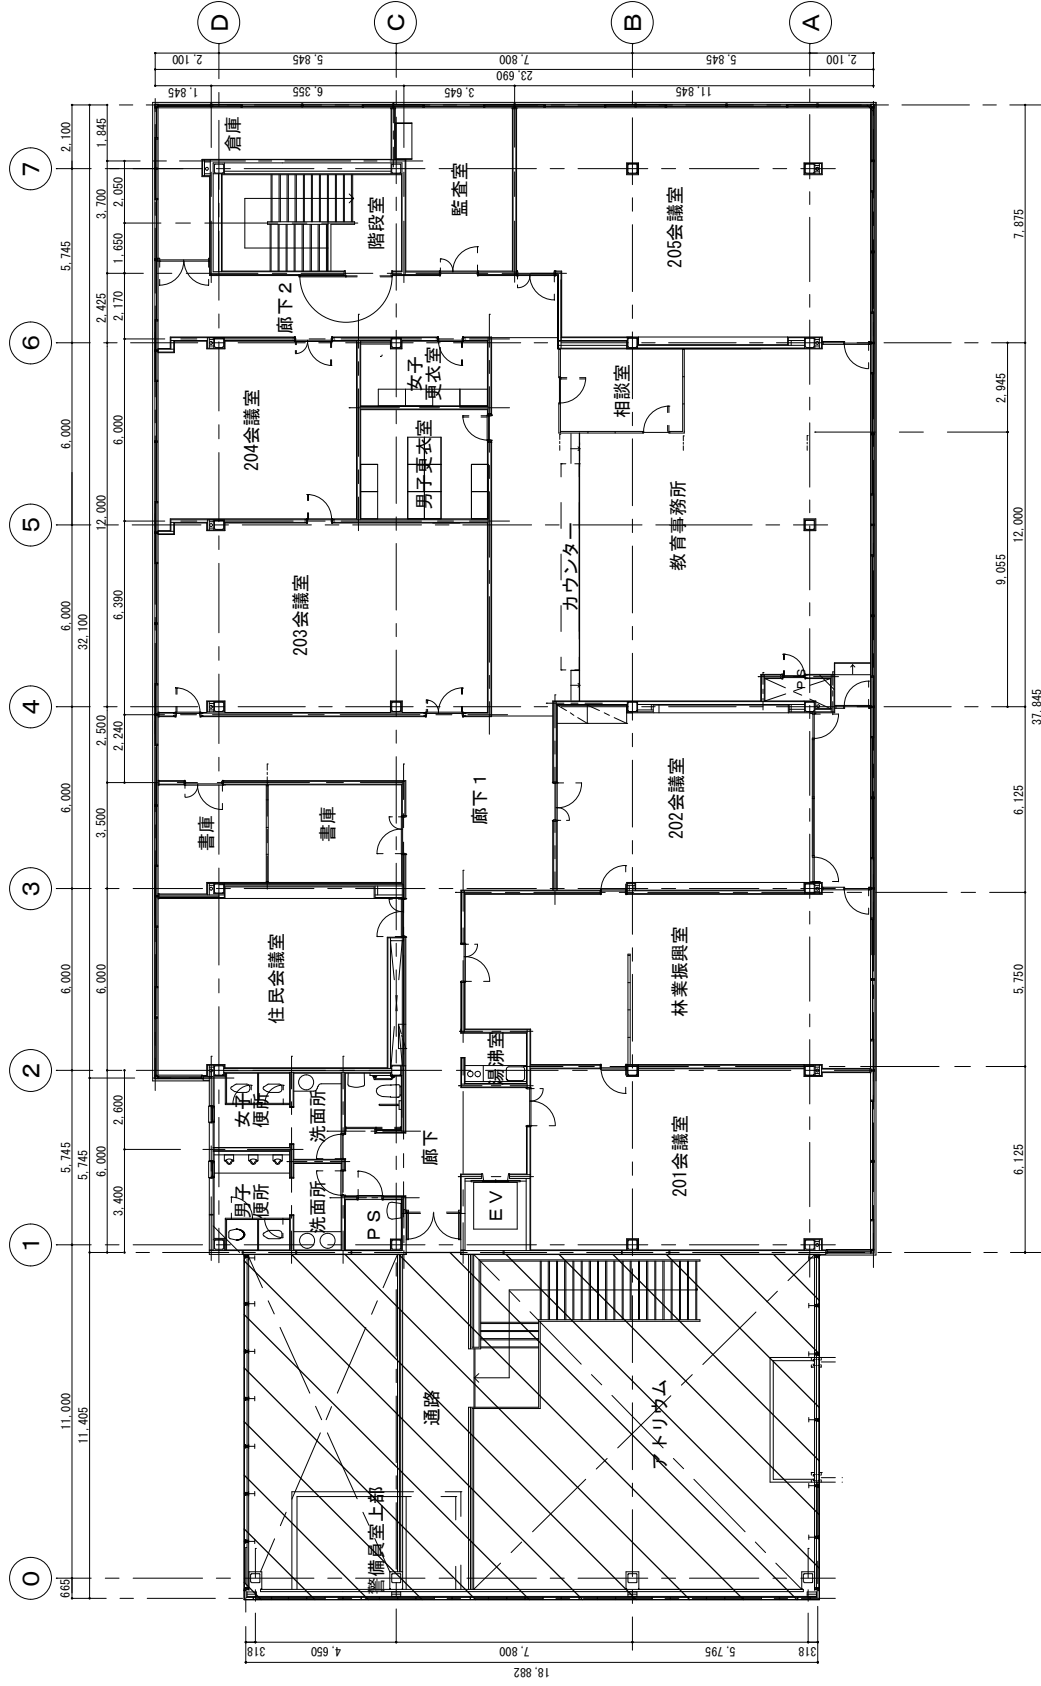 D
C
B
A
2,100
5,845
7,800
5,845
2,100
23,690
1,845
6,355
3,645
11,845
7
6
5
4
3
2
1
0
2,100
5,745
6,000
6,000
6,000
6,000
5,745
11,000
665
32,100
5,745
11,405
1,845
3,700
2,425
12,000
2,500
3,500
6,000
6,000
2,050
1,650
2,170
6,000
6,390
2,240
2,600
3,400
倉庫
階段室
監査室
205会議室
廊下2
204会議室
女子
更衣室
男子更衣室
相談室
203会議室
カウンター
教育事務所
PS
書庫
書庫
廊下1
202会議室
住民会議室
林業振興室
湯沸室
女子
便所
洗面所
男子
便所
洗面所
PS
廊下
EV
201会議室
通路
アトリウム
警備員室上部
7,875
2,945
12,000
9,055
6,125
5,750
6,125
37,845
318
4,650
7,800
5,795
318
18,882